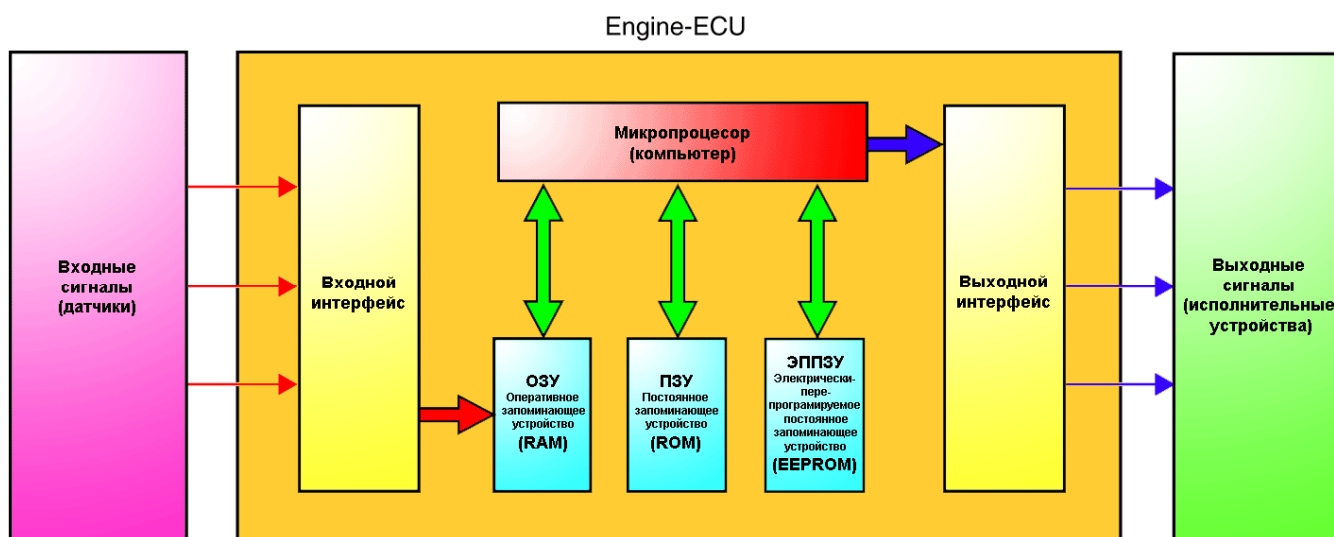 Engine-ECU
Входные
сигналы
(датчики)
Входной
интерфейс
Микропроцесор
(компьютер)
ОЗУ
Оперативное
запоминающее
устройство
(RAM)
ПЗУ
Постоянное
запоминающее
устройство
(ROM)
ЭППЗУ
Электрически-
пере-
програмируемое
постоянное
запоминающее
устройство
(EEPROM)
Выходной
интерфейс
Выходные
сигналы
(исполнительные
устройства)